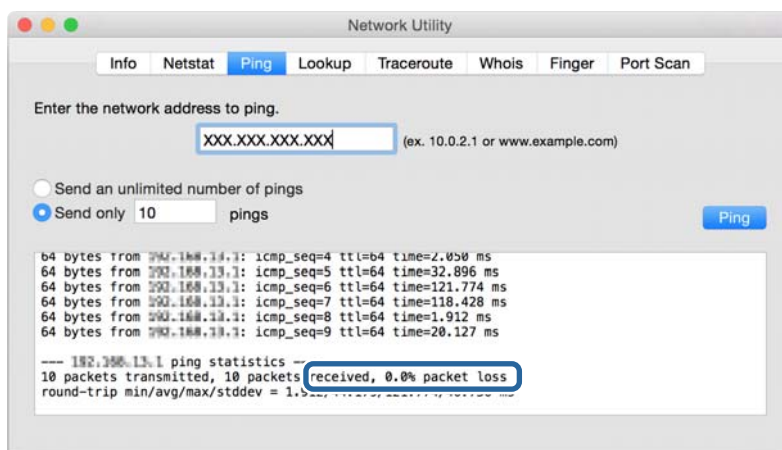 Network Utility
Info Netstat Ping Lookup Traceroute Whois Finger Port Scan
Enter the network address to ping.
XXX.XXX.XXX.XXX (ex. 10.0.2.1 or www.example.com)
Send an unlimited number of pings
Send only 10 pings
Ping
64 bytes from : icmp_seq=4 ttl=64 time=2.050 ms
64 bytes from : icmp_seq=5 ttl=64 time=32.896 ms
64 bytes from : icmp_seq=6 ttl=64 time=121.774 ms
64 bytes from : icmp_seq=7 ttl=64 time=118.428 ms
64 bytes from : icmp_seq=8 ttl=64 time=1.912 ms
64 bytes from : icmp_seq=9 ttl=64 time=20.127 ms
--- ping statistics --
10 packets transmitted, 10 packets received, 0.0% packet loss
round-trip min/avg/max/stddev = ms